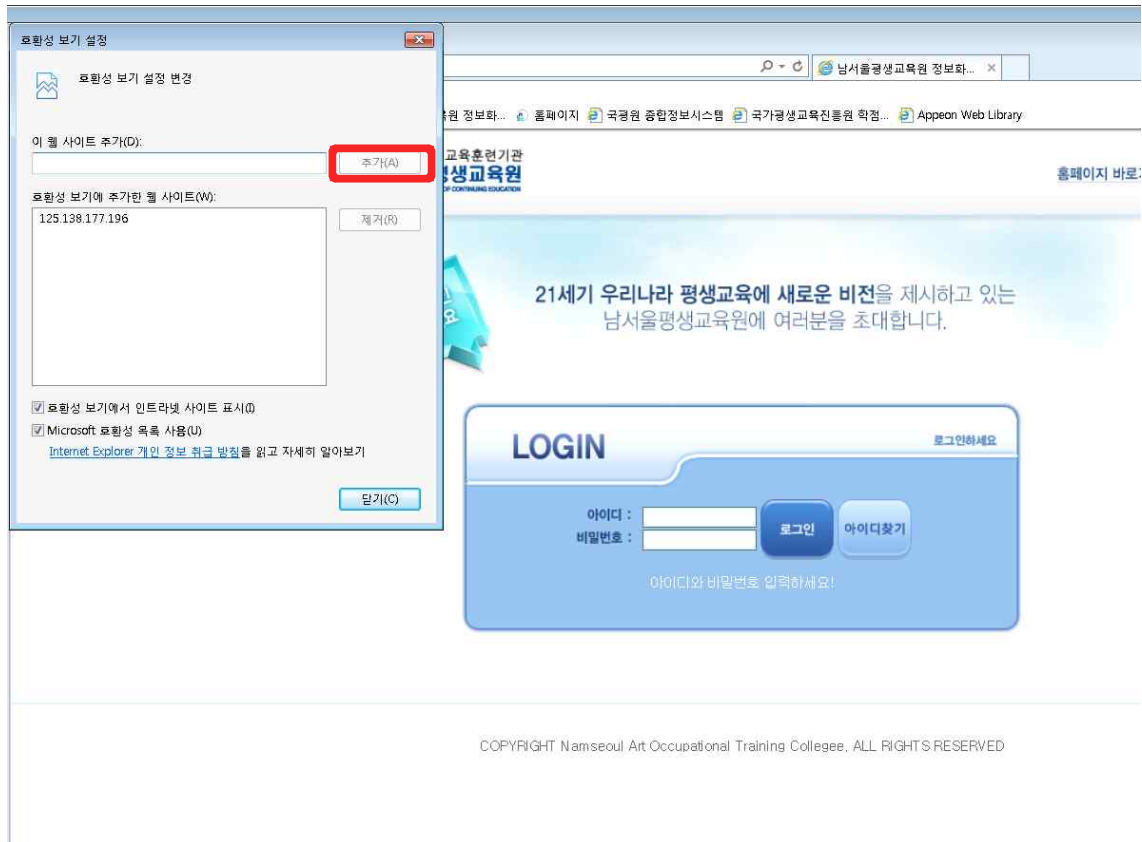 호환성 보기 설정
호환성 보기 설정 변경
이 웹 사이트 추가(D):
추가(A)
호환성 보기에 추가한 웹 사이트(W):
125.138.177.196
제거(R)
호환성 보기에서 인트라넷 사이트 표시(I)
Microsoft 호환성 목록 사용(U)
Internet Explorer 개인 정보 취급 방침을 읽고 자세히 알아보기
닫기(C)
남서울평생교육원 정보화...
원 정보화... 홈페이지 국평원 종합정보시스템 국가평생교육진흥원 학점... Appeon Web Library
교육훈련기관
생교육원
OF CONTINUING EDUCATION
홈페이지 바로
21세기 우리나라 평생교육에 새로운 비전을 제시하고 있는
남서울평생교육원에 여러분을 초대합니다.
LOGIN
로그인하세요
아이디 :
비밀번호 :
로그인
아이디찾기
아이디와 비밀번호 입력하세요!
COPYRIGHT Namseoul Art Occupational Training Collegee, ALL RIGHTS RESERVED